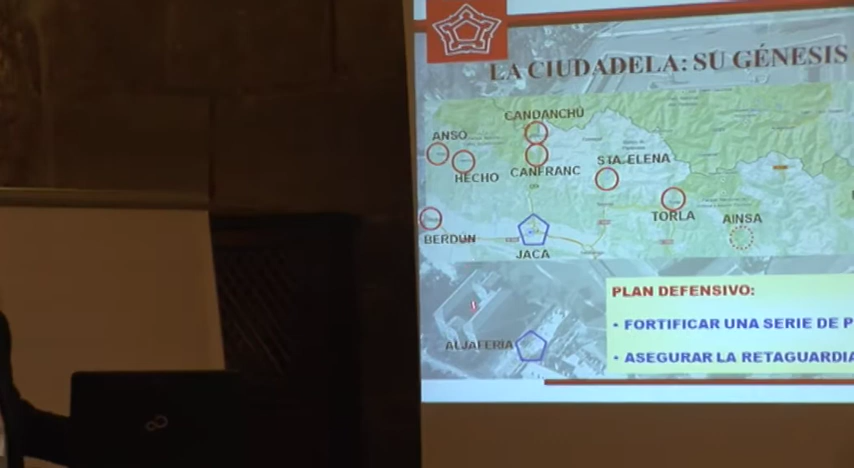 LA CIUDADELA: SU GÉNESIS
CANDANCHÚ
ANSO
HECHO
CANFRANC
STA. ELENA
TORLA
AINSA
BERDÚN
JACA
ALJAFERIA
PLAN DEFENSIVO:
• FORTIFICAR UNA SERIE DE P
• ASEGURAR LA RETAGUARDIA